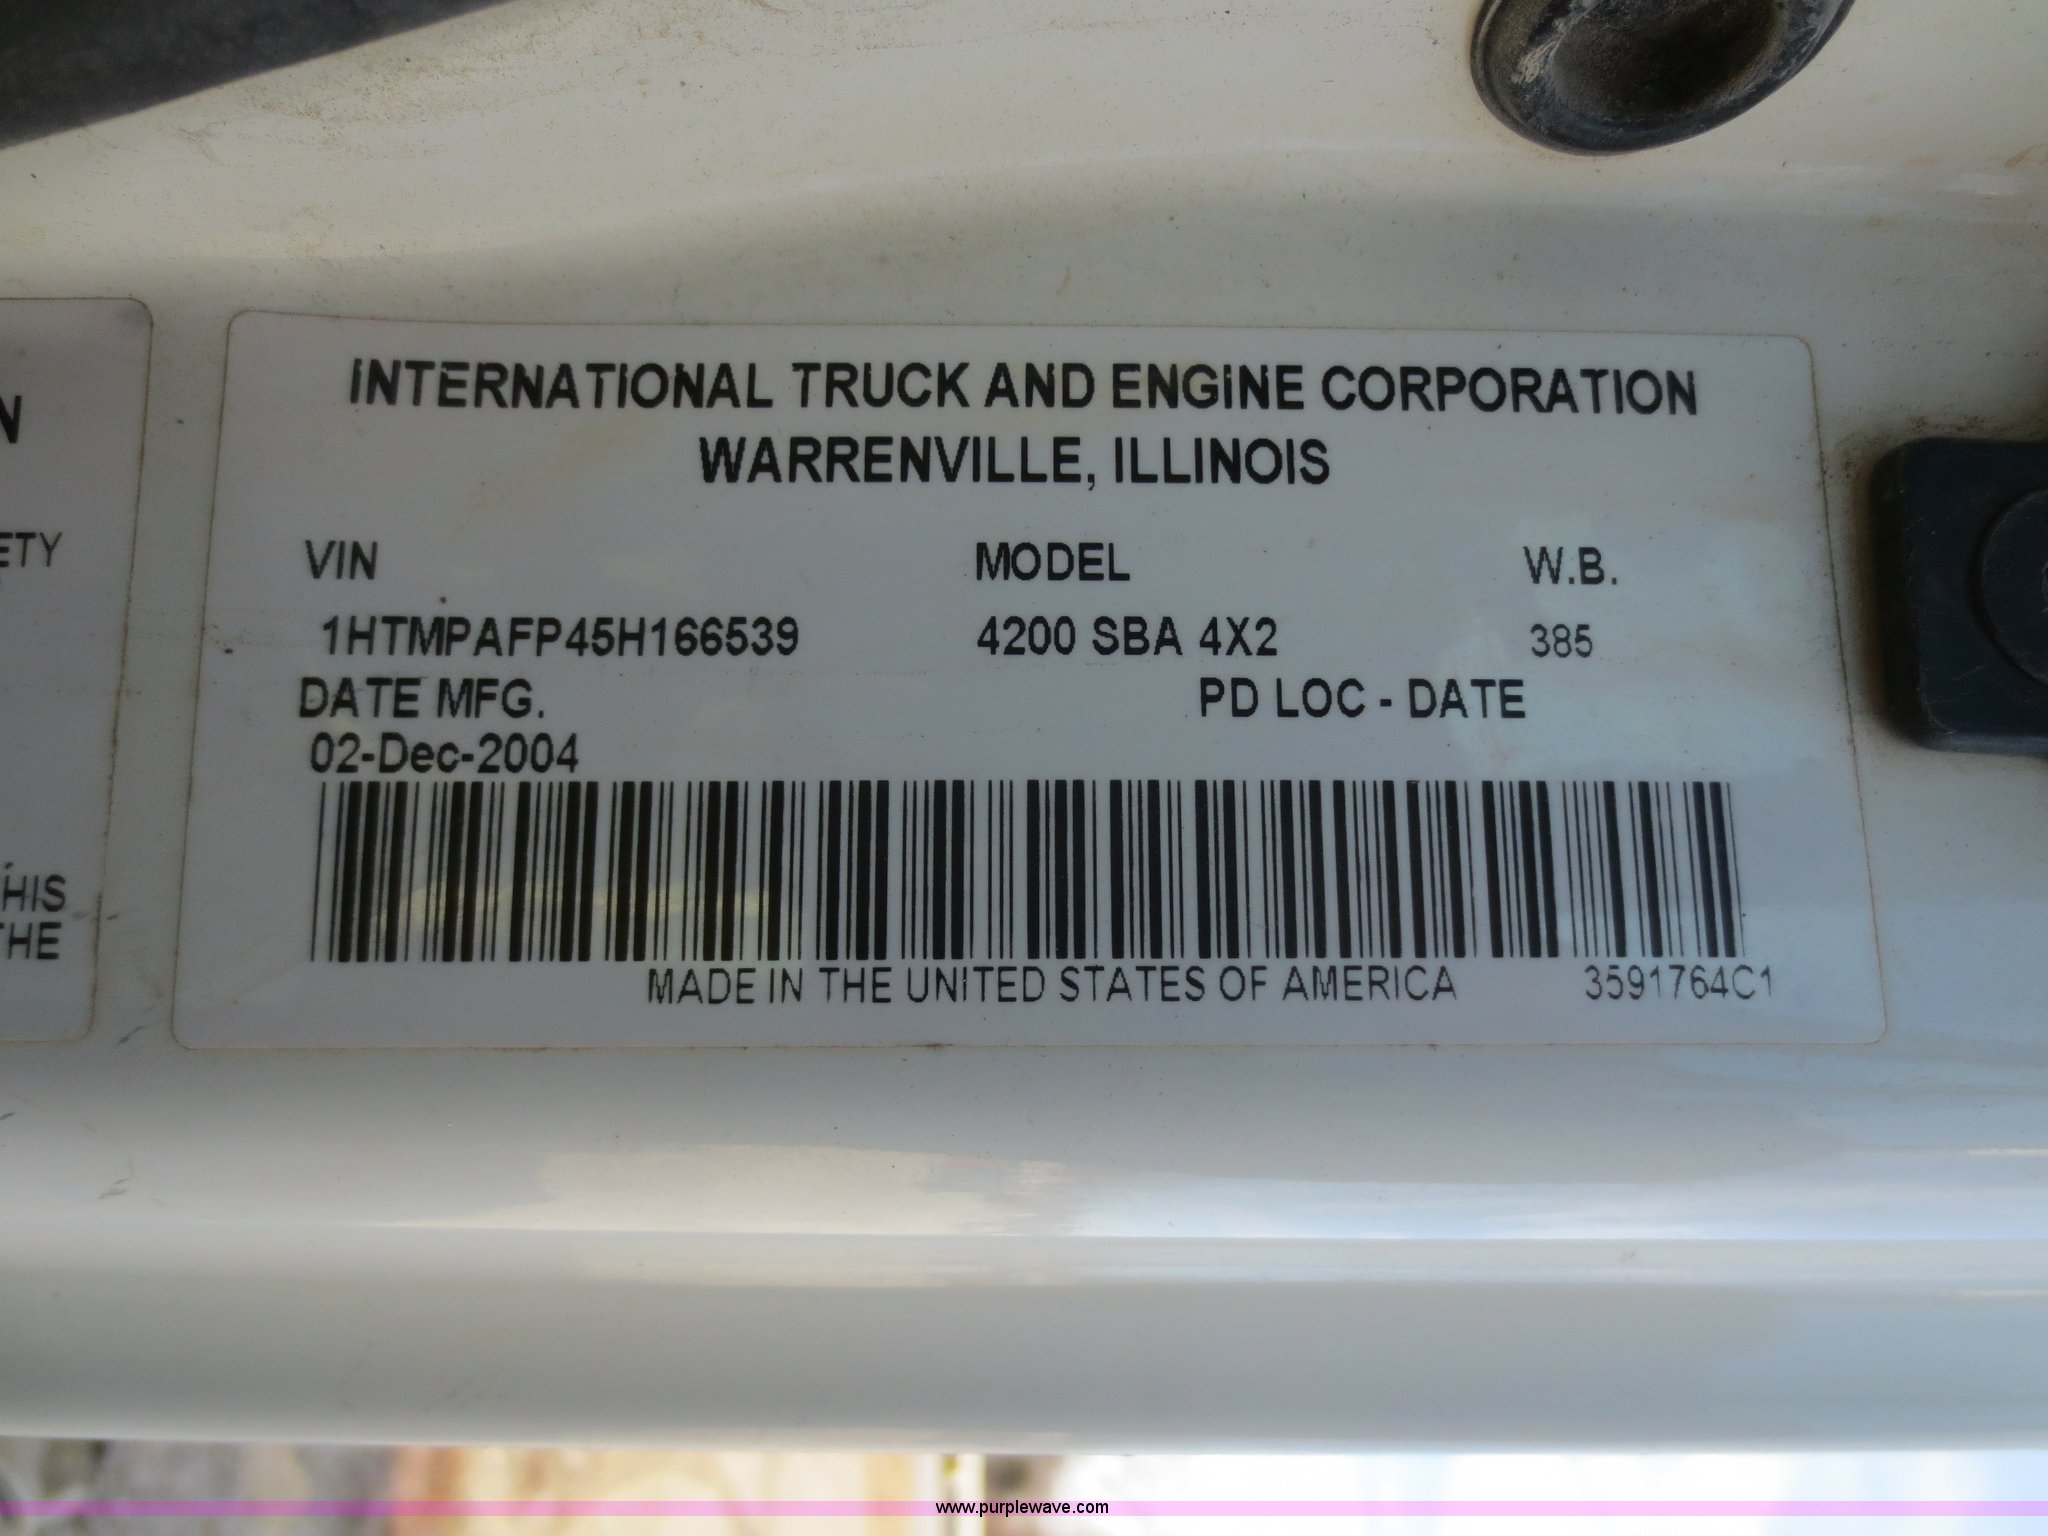 INTERNATIONAL TRUCK AND ENGINE CORPORATION
WARRENVILLE, ILLINOIS
VIN MODEL W.B.
1HTMPAFP45H166539 4200 SBA 4X2 385
DATE MFG. PD LOC - DATE
02-Dec-2004
MADE IN THE UNITED STATES OF AMERICA 3591764C1
N
ETY
HIS
THE
www.purplewave.com